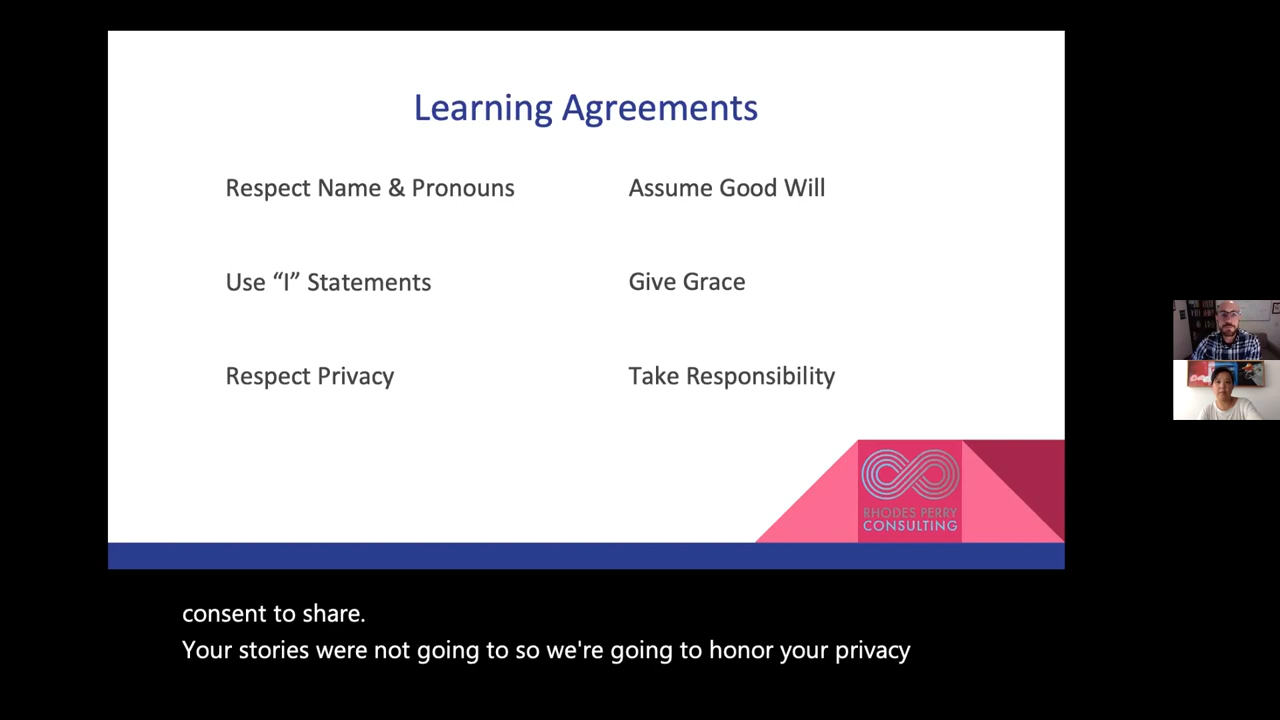 Learning Agreements
Respect Name & Pronouns
Assume Good Will
Use “I” Statements
Give Grace
Respect Privacy
Take Responsibility
RHODES PERRY
CONSULTING
consent to share.
Your stories were not going to so we're going to honor your privacy